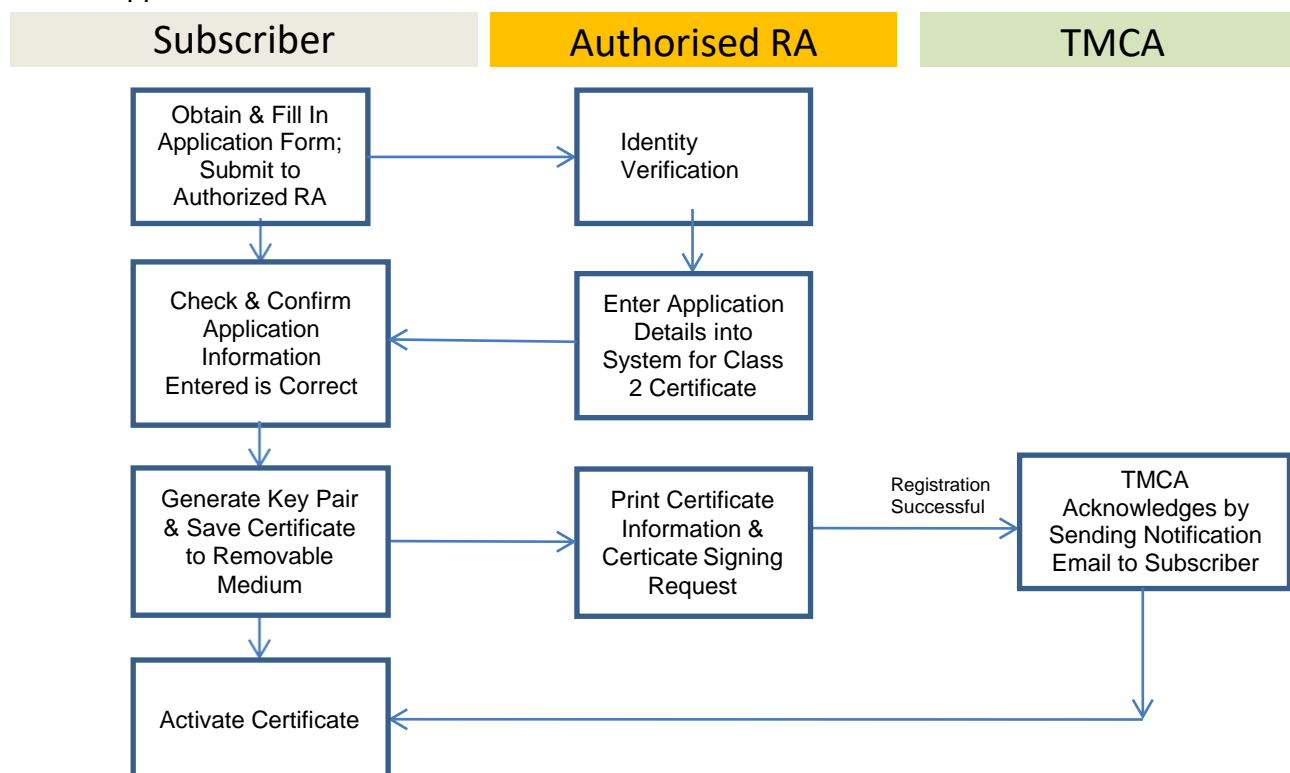 Subscriber
Authorised RA
TMCA
Obtain & Fill In
Application Form;
Submit to
Authorized RA
Identity
Verification
Check & Confirm
Application
Information
Entered is Correct
Enter Application
Details into
System for Class
2 Certificate
Generate Key Pair
& Save Certificate
to Removable
Medium
Print Certificate
Information &
Certicate Signing
Request
Registration
Successful
TMCA
Acknowledges by
Sending Notification
Email to Subscriber
Activate Certificate